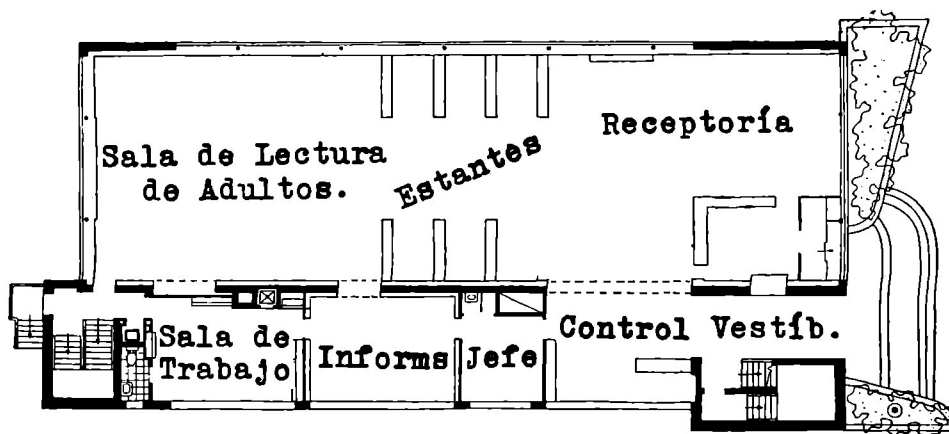 Receptoría
Sala de Lectura
de Adultos.
Estantes
Sala de
Trabajo
Informs
Jefe
Control Vestíb.